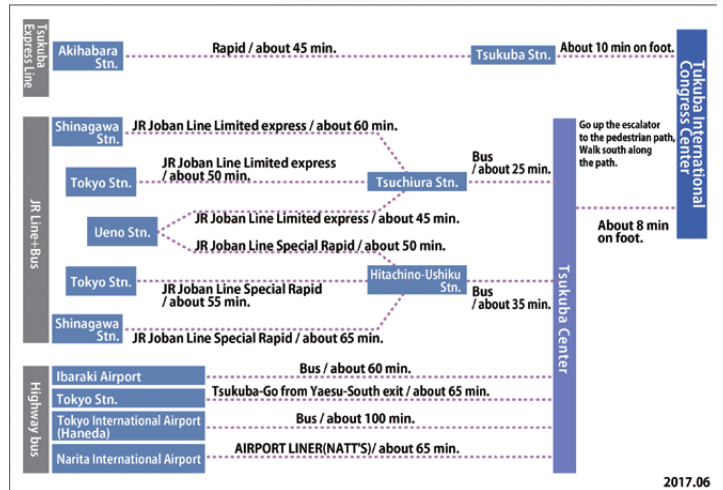 Tsukuba
Express Line
Akihabara
Stn.
Rapid / about 45 min.
Tsukuba Stn.
About 10 min on foot.
Tukuba International
Congress Center
JR Line+Bus
Shinagawa
Stn.
JR Joban Line Limited express / about 60 min.
Tokyo Stn.
JR Joban Line Limited express
/ about 50 min.
Tsuchiura Stn.
Bus
/ about 25 min.
Go up the escalator
to the pedestrian path,
Walk south along
the path.
Ueno Stn.
JR Joban Line Limited express / about 45 min.
JR Joban Line Special Rapid / about 50 min.
About 8 min
on foot.
Tokyo Stn.
JR Joban Line Special Rapid
/ about 55 min.
Hitachino-Ushiku
Stn.
Bus
/ about 35 min.
Tsukuba Center
Shinagawa
Stn.
JR Joban Line Special Rapid / about 65 min.
Highway bus
Ibaraki Airport
Bus / about 60 min.
Tokyo Stn.
Tsukuba-Go from Yaesu-South exit / about 65 min.
Tokyo International Airport
(Haneda)
Bus / about 100 min.
Narita International Airport
AIRPORT LINER(NATT'S)/ about 65 min.
2017.06